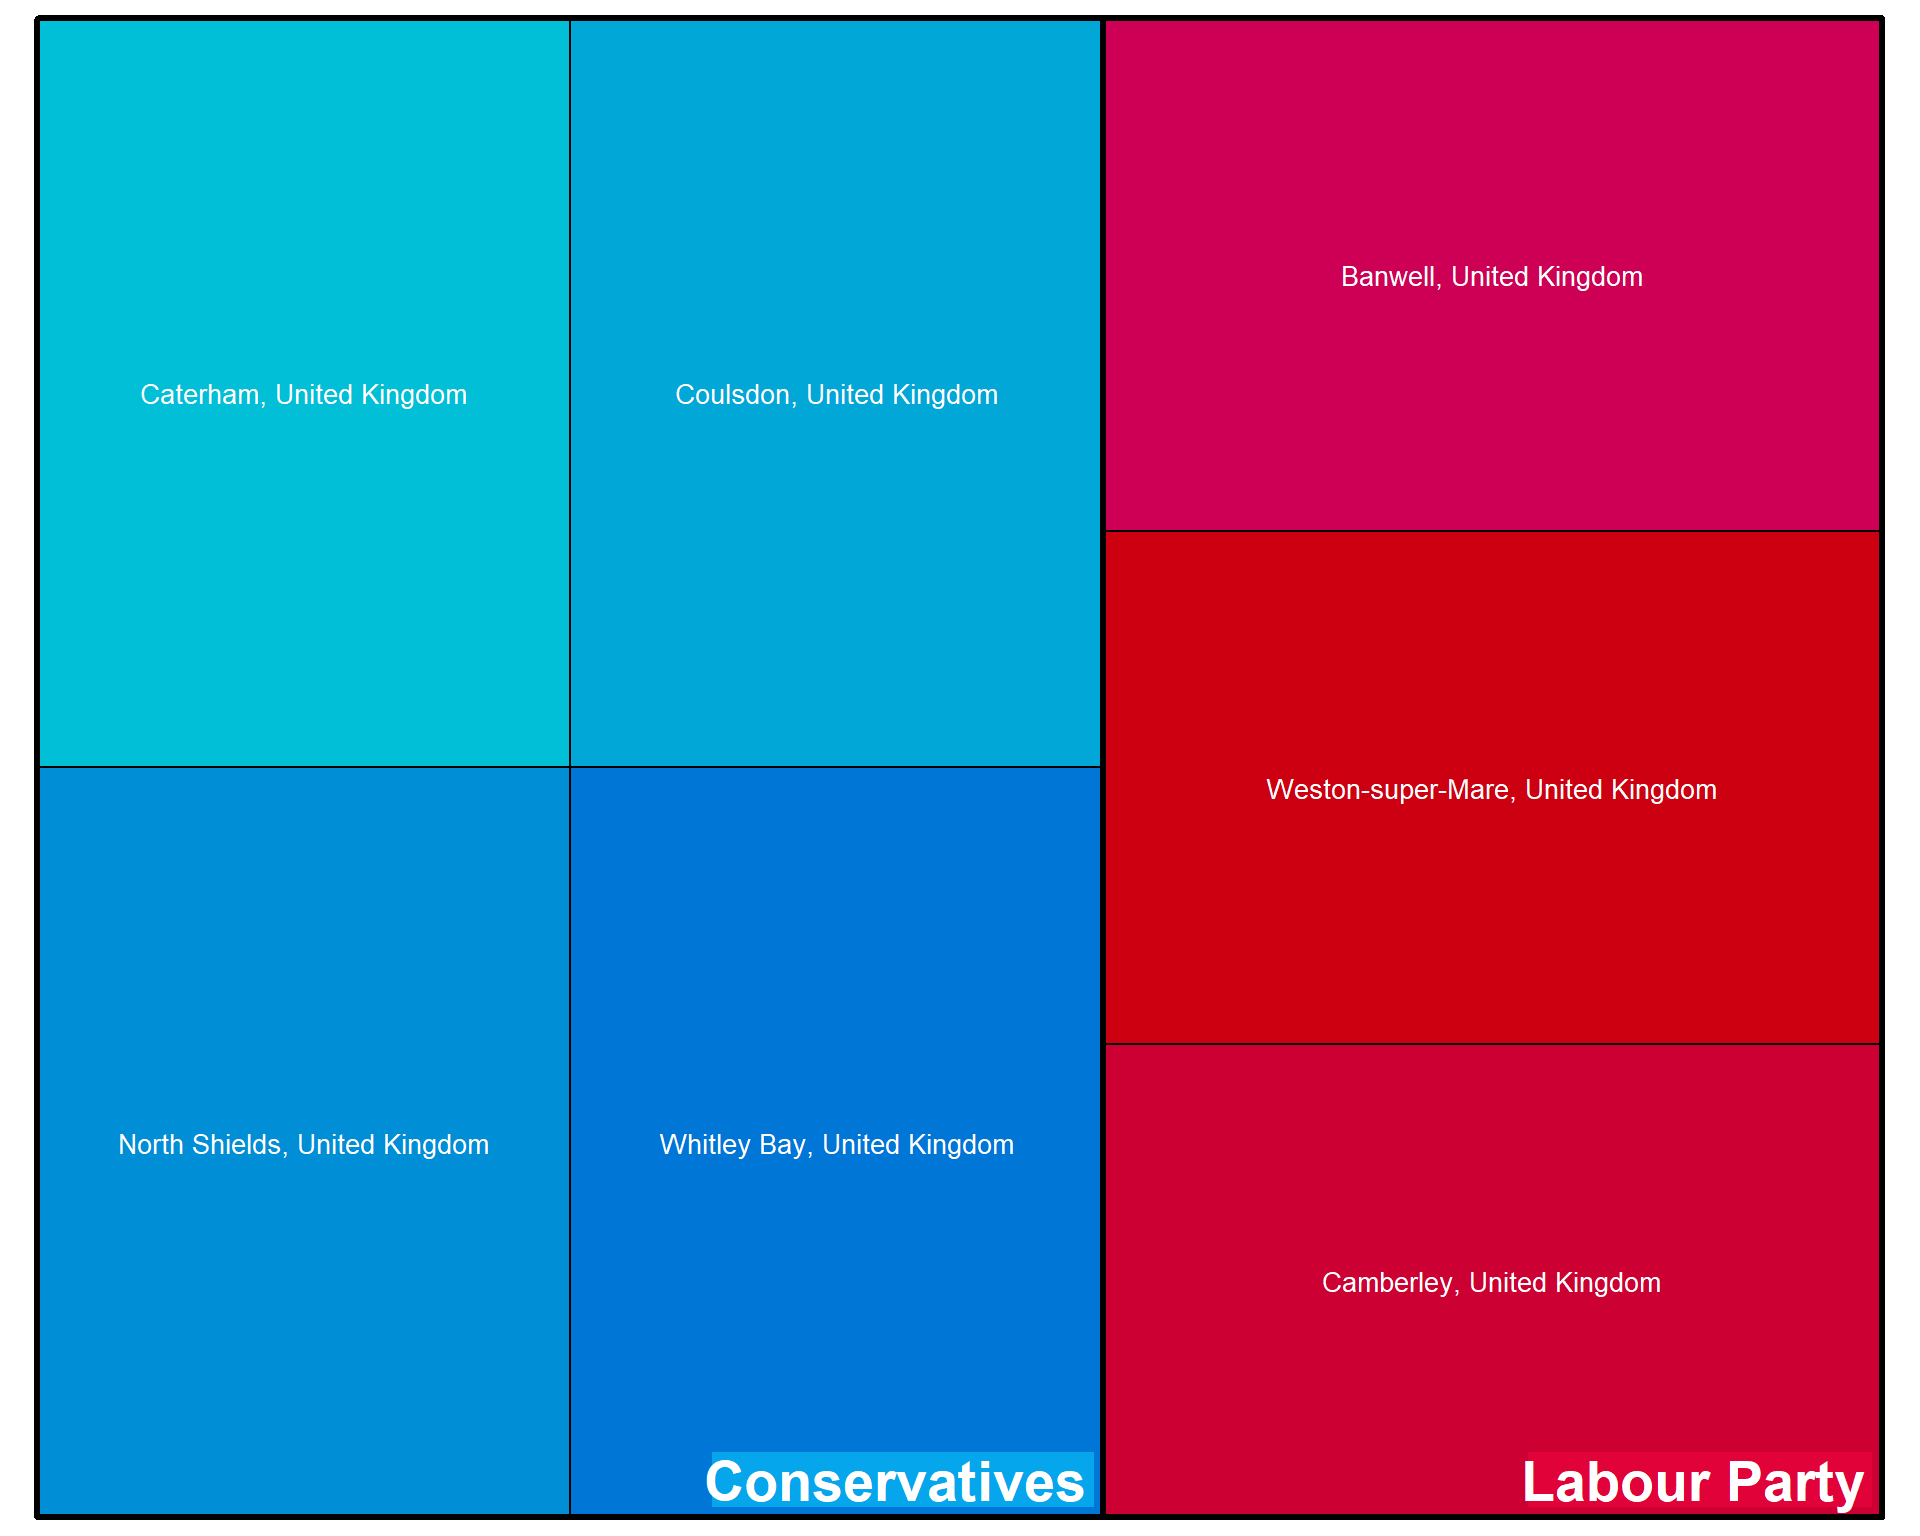 Caterham, United Kingdom
Coulsdon, United Kingdom
North Shields, United Kingdom
Whitley Bay, United Kingdom
Conservatives
Banwell, United Kingdom
Weston-super-Mare, United Kingdom
Camberley, United Kingdom
Labour Party